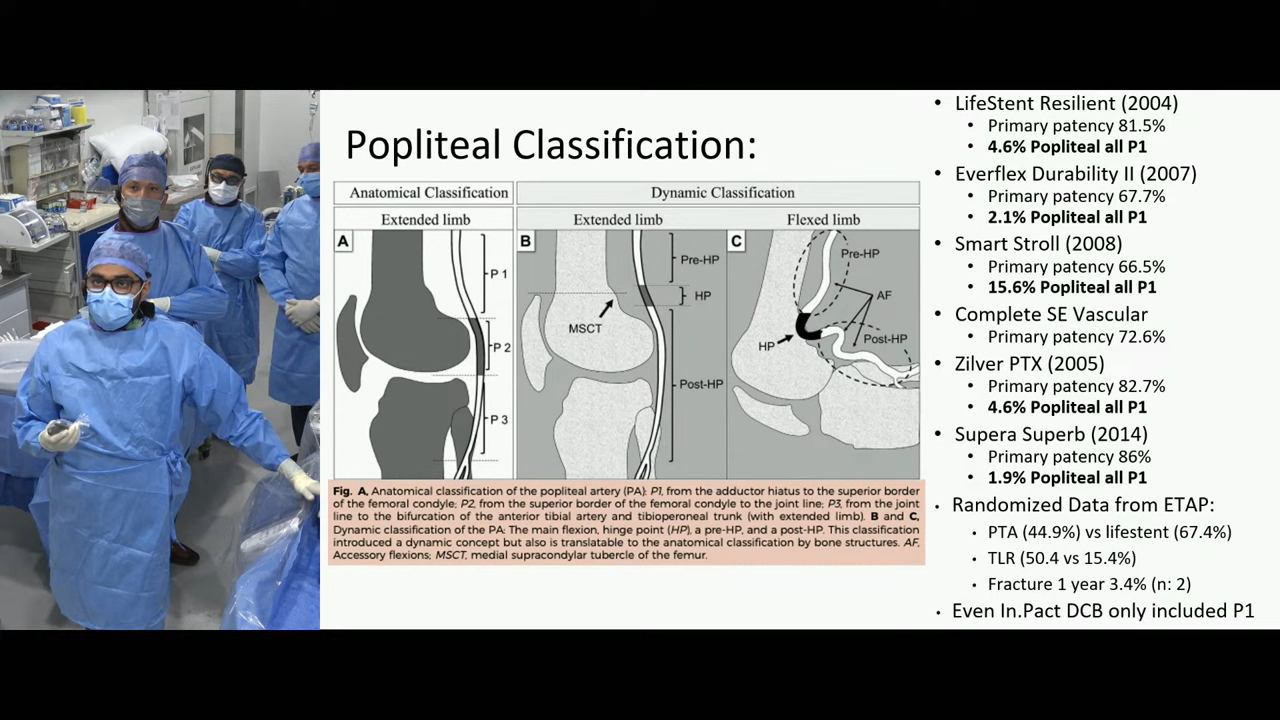 Popliteal Classification:
Anatomical Classification
Dynamic Classification
Extended limb
Extended limb
Flexed limb
A
P 1
P 2
P 3
B
Pre-HP
HP
MSCT
Post-HP
C
Pre-HP
AF
HP
Post-HP
Fig. A, Anatomical classification of the popliteal artery (PA): P1, from the adductor hiatus to the superior border
of the femoral condyle; P2, from the superior border of the femoral condyle to the joint line; P3, from the joint
line to the bifurcation of the anterior tibial artery and tibioperoneal trunk (with extended limb). B and C,
Dynamic classification of the PA: The main flexion, hinge point (HP), a pre-HP, and a post-HP. This classification
introduced a dynamic concept but also is translatable to the anatomical classification by bone structures. AF,
Accessory flexions; MSCT, medial supracondylar tubercle of the femur.
• LifeStent Resilient (2004)
• Primary patency 81.5%
• 4.6% Popliteal all P1
• Everflex Durability II (2007)
• Primary patency 67.7%
• 2.1% Popliteal all P1
• Smart Stroll (2008)
• Primary patency 66.5%
• 15.6% Popliteal all P1
• Complete SE Vascular
• Primary patency 72.6%
• Zilver PTX (2005)
• Primary patency 82.7%
• 4.6% Popliteal all P1
• Supera Superb (2014)
• Primary patency 86%
• 1.9% Popliteal all P1
• Randomized Data from ETAP:
• PTA (44.9%) vs lifestent (67.4%)
• TLR (50.4 vs 15.4%)
• Fracture 1 year 3.4% (n: 2)
• Even In.Pact DCB only included P1